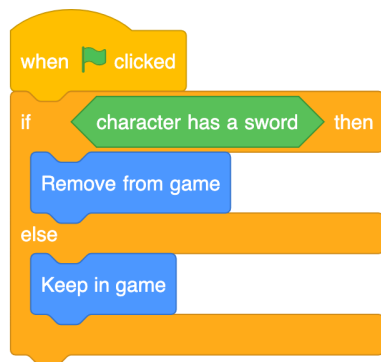 when clicked
if character has a sword then
Remove from game
else
Keep in game